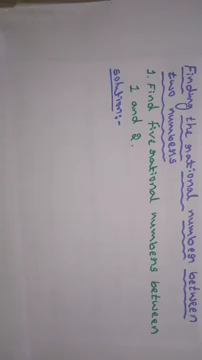 Finding the rational number between
two numbers
1. Find five rational numbers between
1 and 2.
solution:-